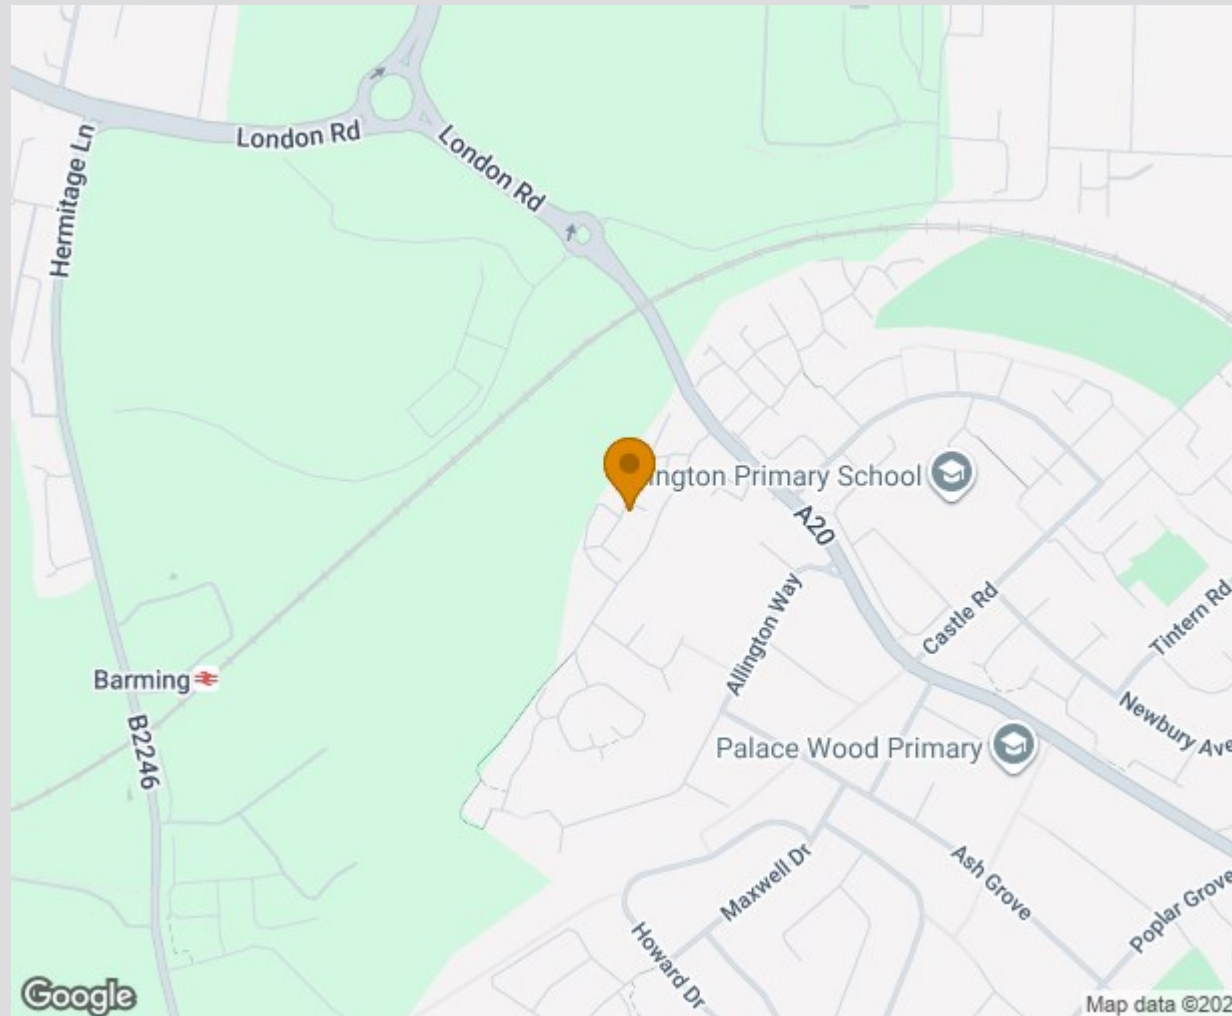 London Rd
London Rd
Hermitage Ln
ington Primary School
A20
Castle Rd
Tintern Rd
Allington Way
Barming
B2246
Newbury Ave
Palace Wood Primary
Maxwell Dr
Ash Grove
Poplar Grove
Howard Dr
Google
Map data ©202